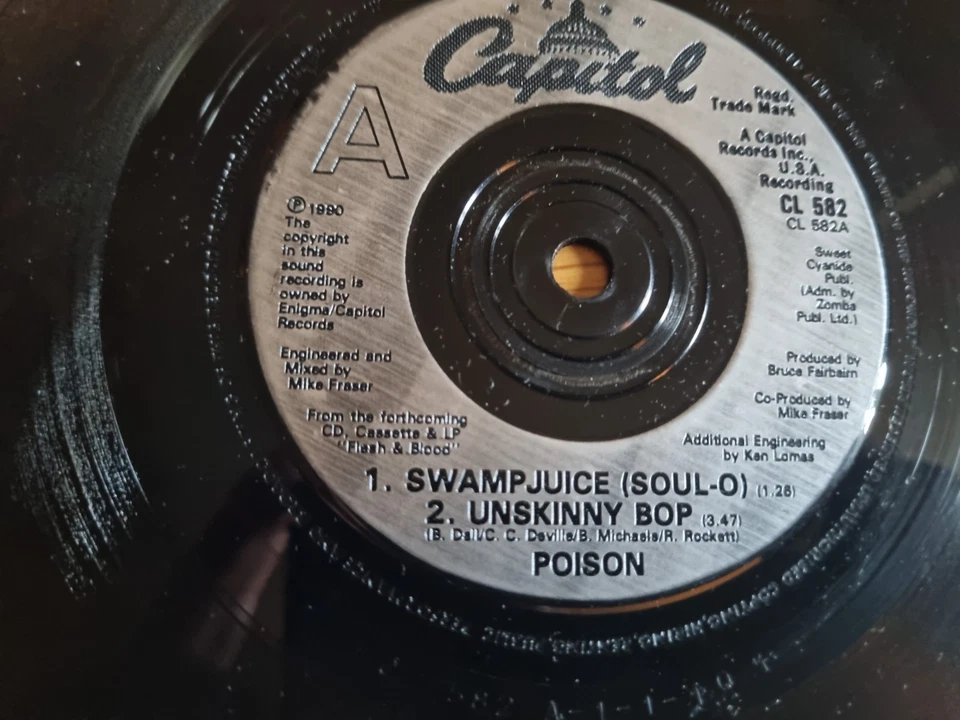 Capitol
A
Regd.
Trade Mark
A Capitol
Records Inc.,
U.S.A.
Recording
CL 582
CL 582A
℗ 1990
The
copyright
in this
sound
recording is
owned by
Enigma/Capitol
Records
Sweet
Cyanide
Publ.
(Adm. by
Zomba
Publ. Ltd.)
Engineered and
Mixed by
Mike Fraser
Produced by
Bruce Fairbairn
Co-Produced by
Mike Fraser
From the forthcoming
CD, Cassette & LP
"Flesh & Blood"
Additional Engineering
by Ken Lomas
1. SWAMPJUICE (SOUL-O)
2. UNSKINNY BOP (3.47)
(B. Dall/C. C. Deville/B. Michaels/R. Rockett)
POISON